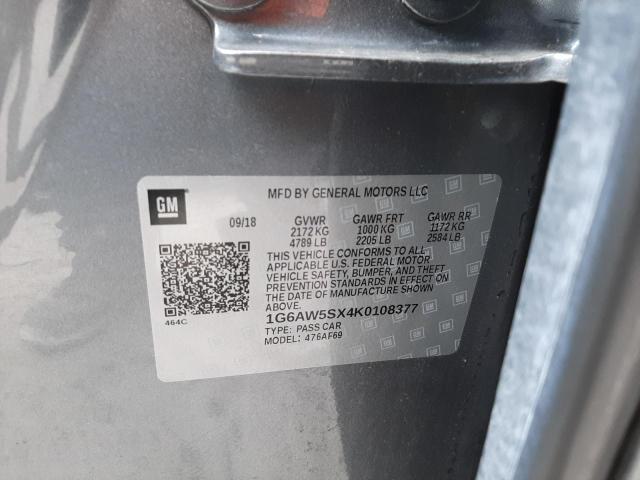 GM
MFD BY GENERAL MOTORS LLC
09/18 GVWR GAWR FRT GAWR RR
2172 KG 1000 KG 1172 KG
4789 LB 2205 LB 2584 LB
THIS VEHICLE CONFORMS TO ALL
APPLICABLE U.S. FEDERAL MOTOR
VEHICLE SAFETY, BUMPER, AND THEFT
PREVENTION STANDARDS IN EFFECT ON
THE DATE OF MANUFACTURE SHOWN
ABOVE.
1G6AW5SX4K0108377
TYPE: PASS CAR
MODEL: 476AF69
464C